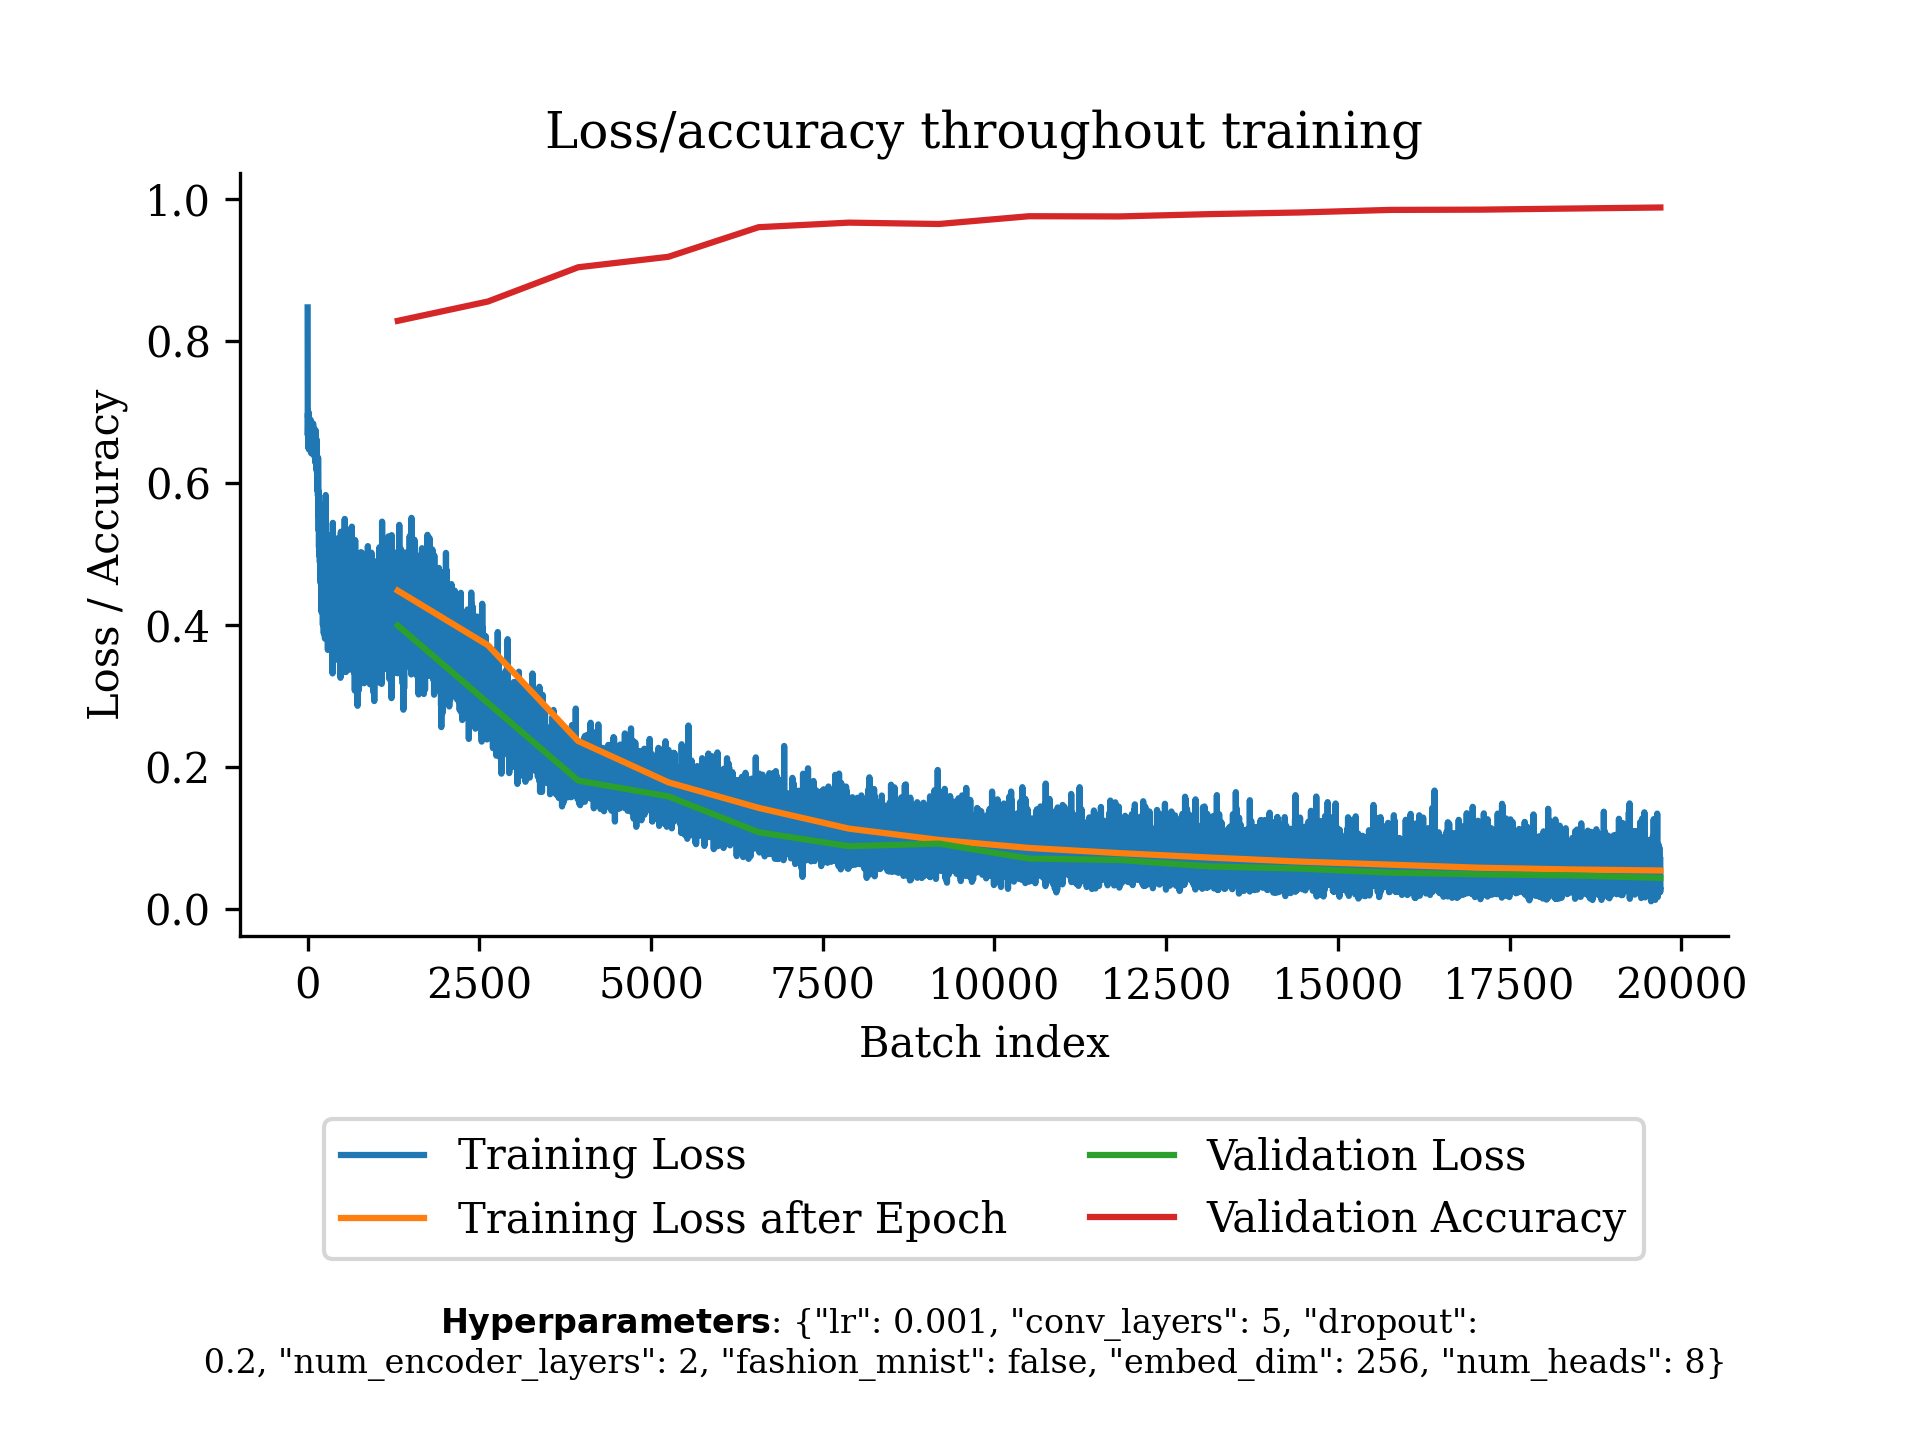 Loss/accuracy throughout training
1.0
0.8
0.6
0.4
0.2
0.0
Loss / Accuracy
0 2500 5000 7500 10000 12500 15000 17500 20000
Batch index
Training Loss
Training Loss after Epoch
Validation Loss
Validation Accuracy
Hyperparameters: {"lr": 0.001, "conv_layers": 5, "dropout":
0.2, "num_encoder_layers": 2, "fashion_mnist": false, "embed_dim": 256, "num_heads": 8}